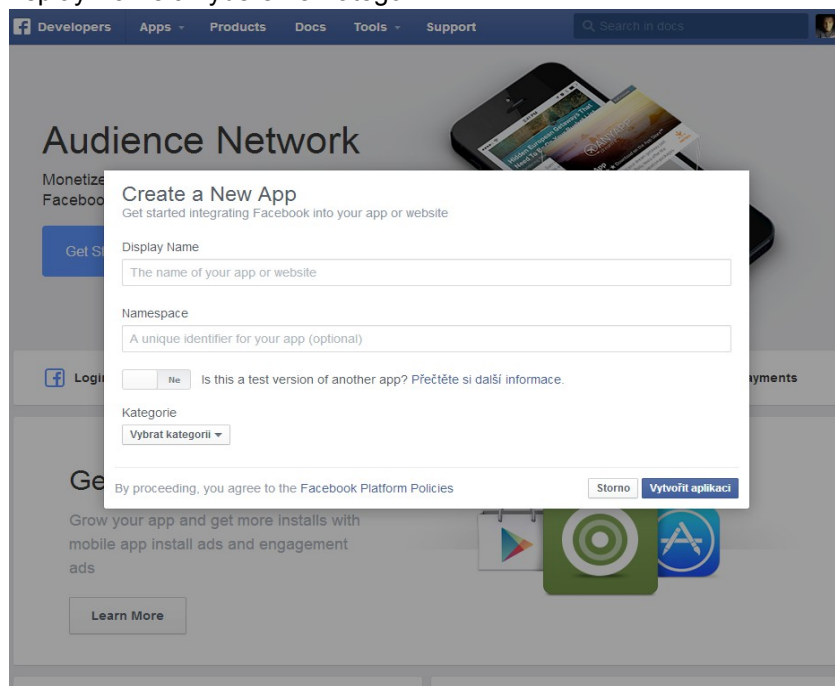 Developers Apps Products Docs Tools Support Search in docs
Audience Network
Monetize
Faceboo
Get St
Create a New App
Get started integrating Facebook into your app or website
Display Name
The name of your app or website
Namespace
A unique identifier for your app (optional)
Ne Is this a test version of another app? Přečtěte si další informace.
Kategorie
Vybrat kategorii
By proceeding, you agree to the Facebook Platform Policies
Storno Vytvořit aplikaci
Logi
ayments
Ge
Grow your app and get more installs with
mobile app install ads and engagement
ads
Learn More